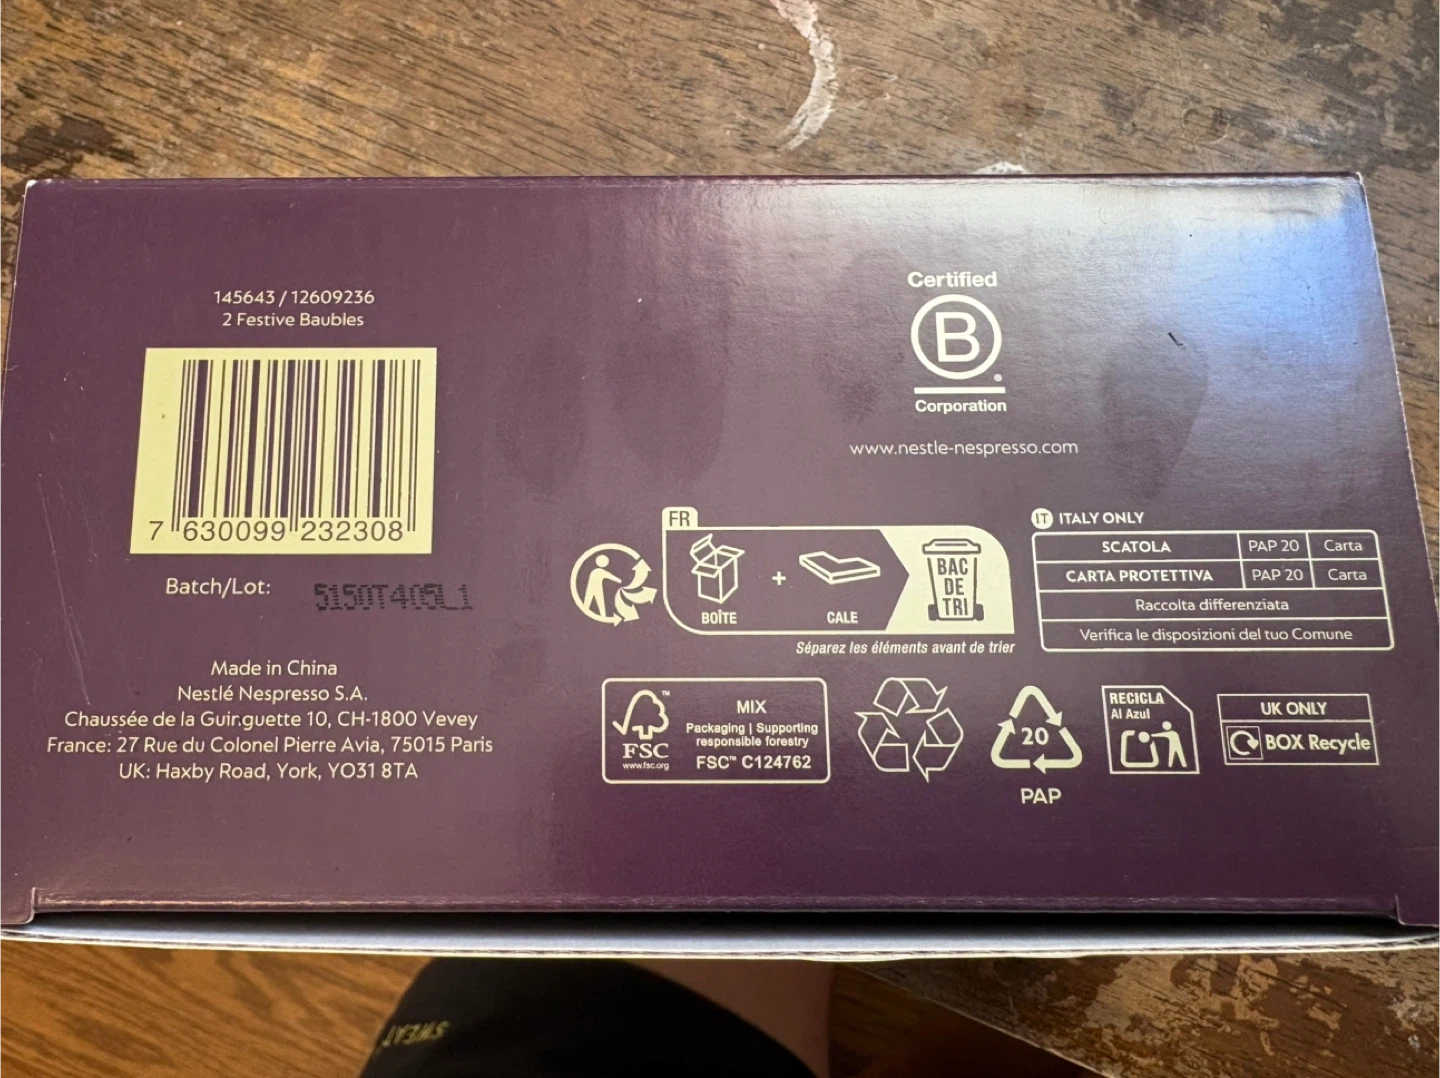 145643 / 12609236
2 Festive Baubles
7 630099 232308
Batch/Lot: 5150T405L1
Made in China
Nestlé Nespresso S.A.
Chaussée de la Guir.guette 10, CH-1800 Vevey
France: 27 Rue du Colonel Pierre Avia, 75015 Paris
UK: Haxby Road, York, YO31 8TA
Certified
B
®
Corporation
www.nestle-nespresso.com
FR
BOÎTE
+
CALE
BAC
DE
TRI
Séparez les éléments avant de trier
IT ITALY ONLY
SCATOLA PAP 20 Carta
CARTA PROTETTIVA PAP 20 Carta
Raccolta differenziata
Verifica le disposizioni del tuo Comune
FSC
www.fsc.org
MIX
Packaging | Supporting
responsible forestry
FSC™ C124762
20
PAP
RECICLA
Al Azul
UK ONLY
BOX Recycle
SWEAT